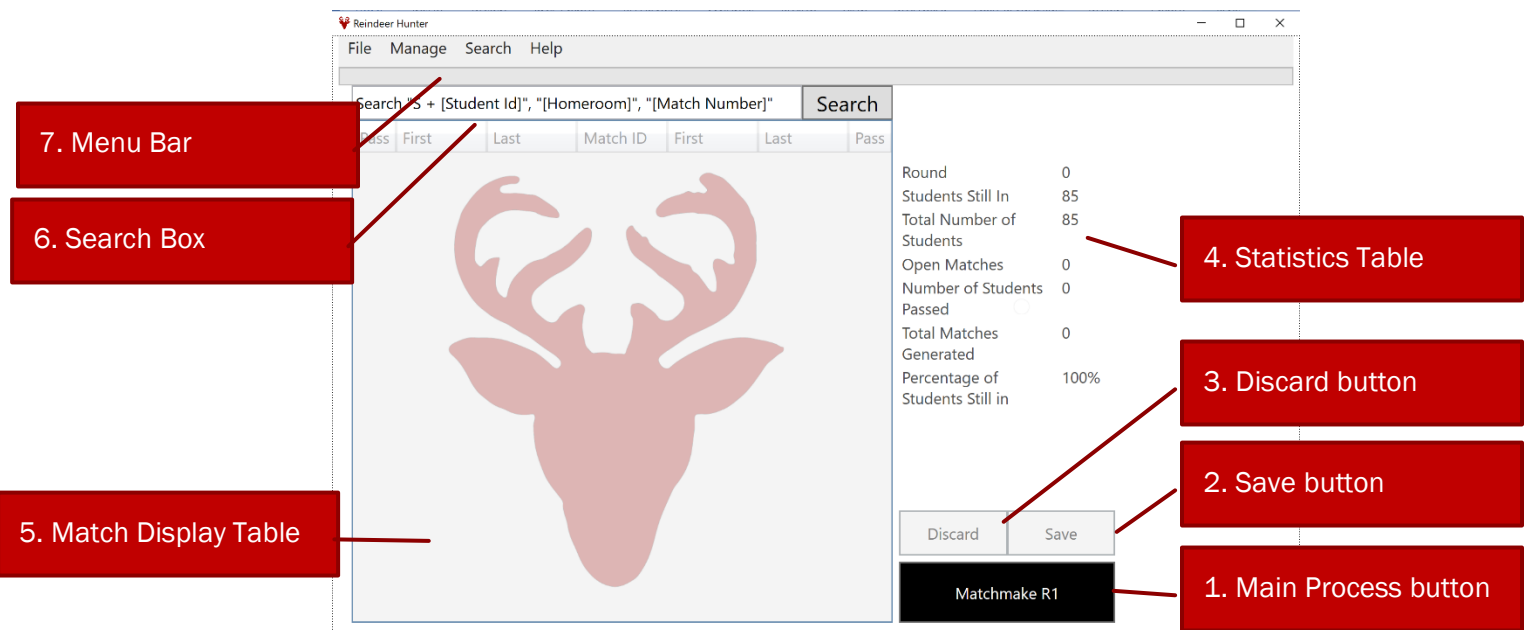 Reindeer Hunter
File Manage Search Help
Search "S + [Student Id]", "[Homeroom]", "[Match Number]"
Search
Pass First Last Match ID First Last Pass
7. Menu Bar
6. Search Box
5. Match Display Table
Round 0
Students Still In 85
Total Number of 85
Students
Open Matches 0
Number of Students 0
Passed
Total Matches 0
Generated
Percentage of 100%
Students Still in
4. Statistics Table
3. Discard button
2. Save button
Discard Save
Matchmake R1
1. Main Process button